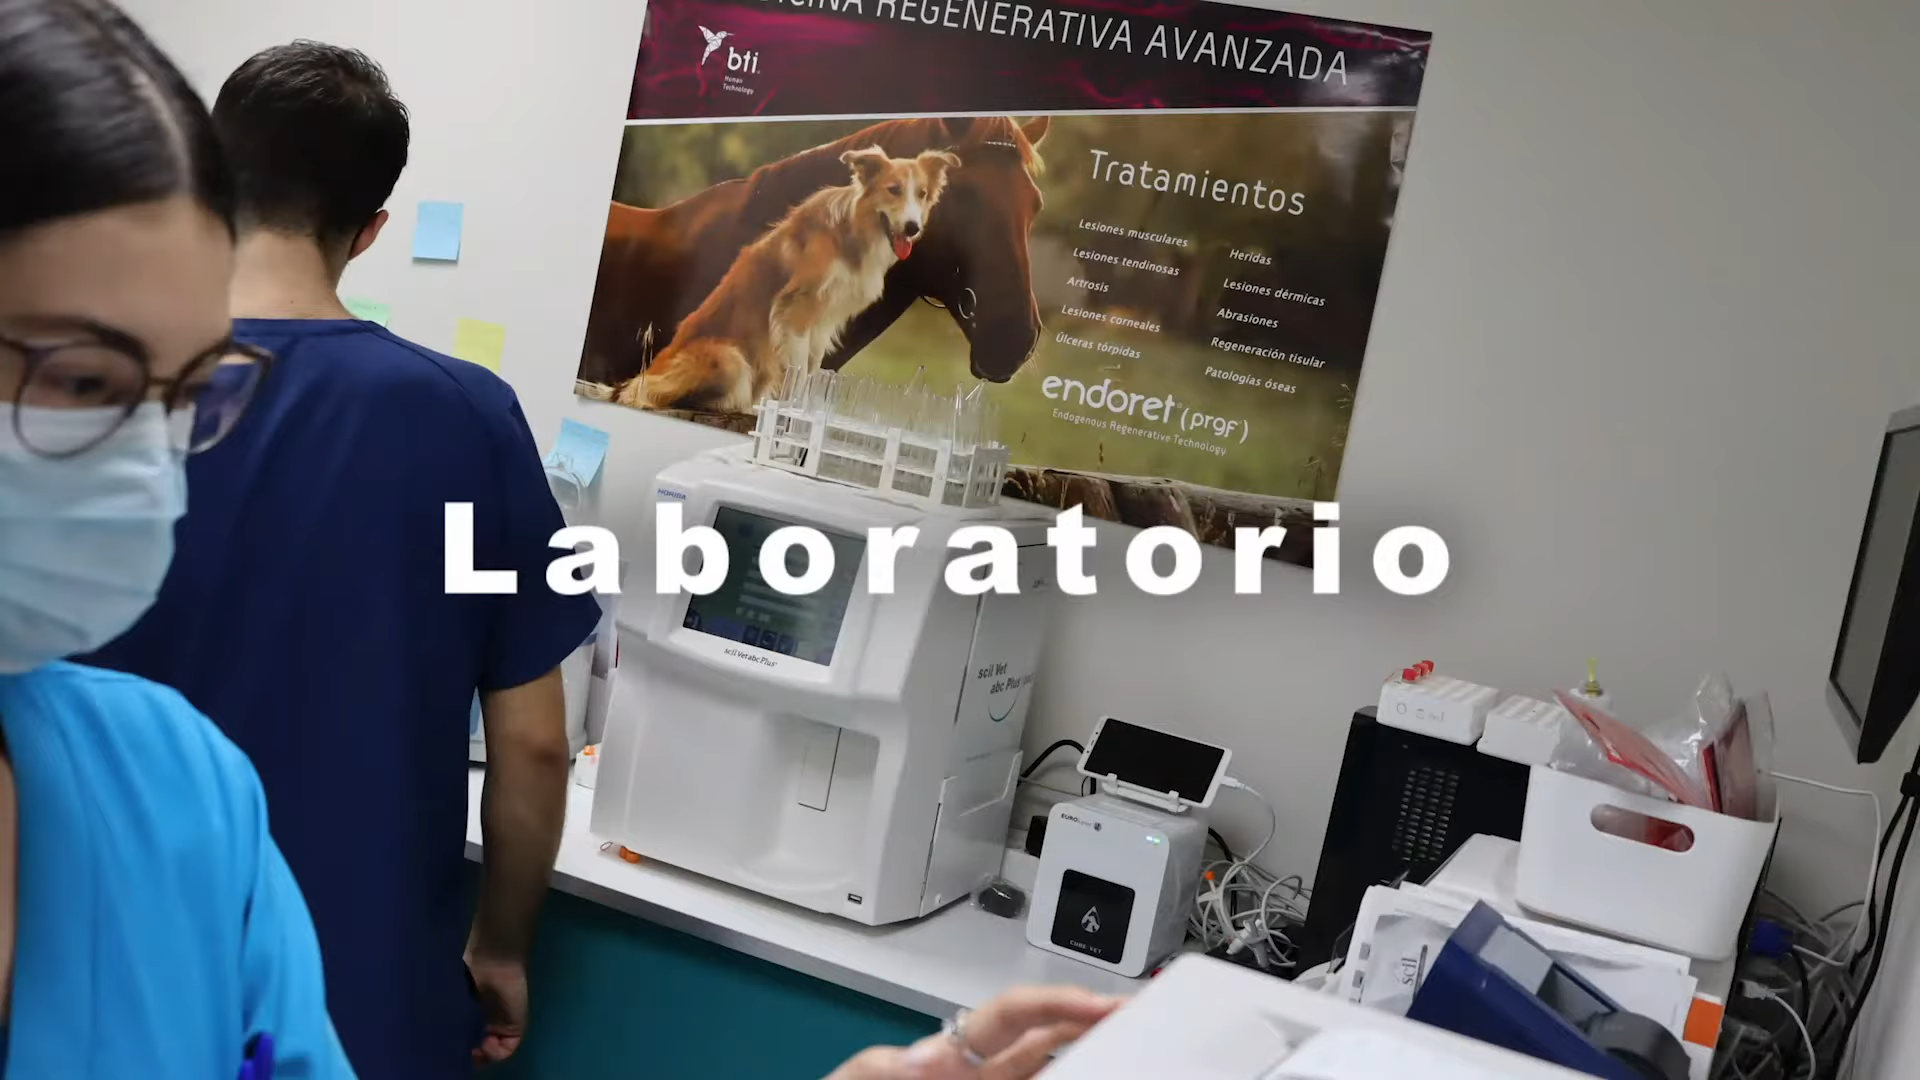 REGENERATIVA AVANZADA
bti
Human
Technology
Tratamientos
Lesiones musculares
Lesiones tendinosas
Artrosis
Lesiones corneales
Úlceras tórpidas
Heridas
Lesiones dérmicas
Abrasiones
Regeneración tisular
Patologías óseas
endoret (prgf)
Endogenous Regenerative Technology
Laboratorio
HORIBA
scil Vet abc Plus+
scil Vet
abc Plus
CUBE-VET
scil